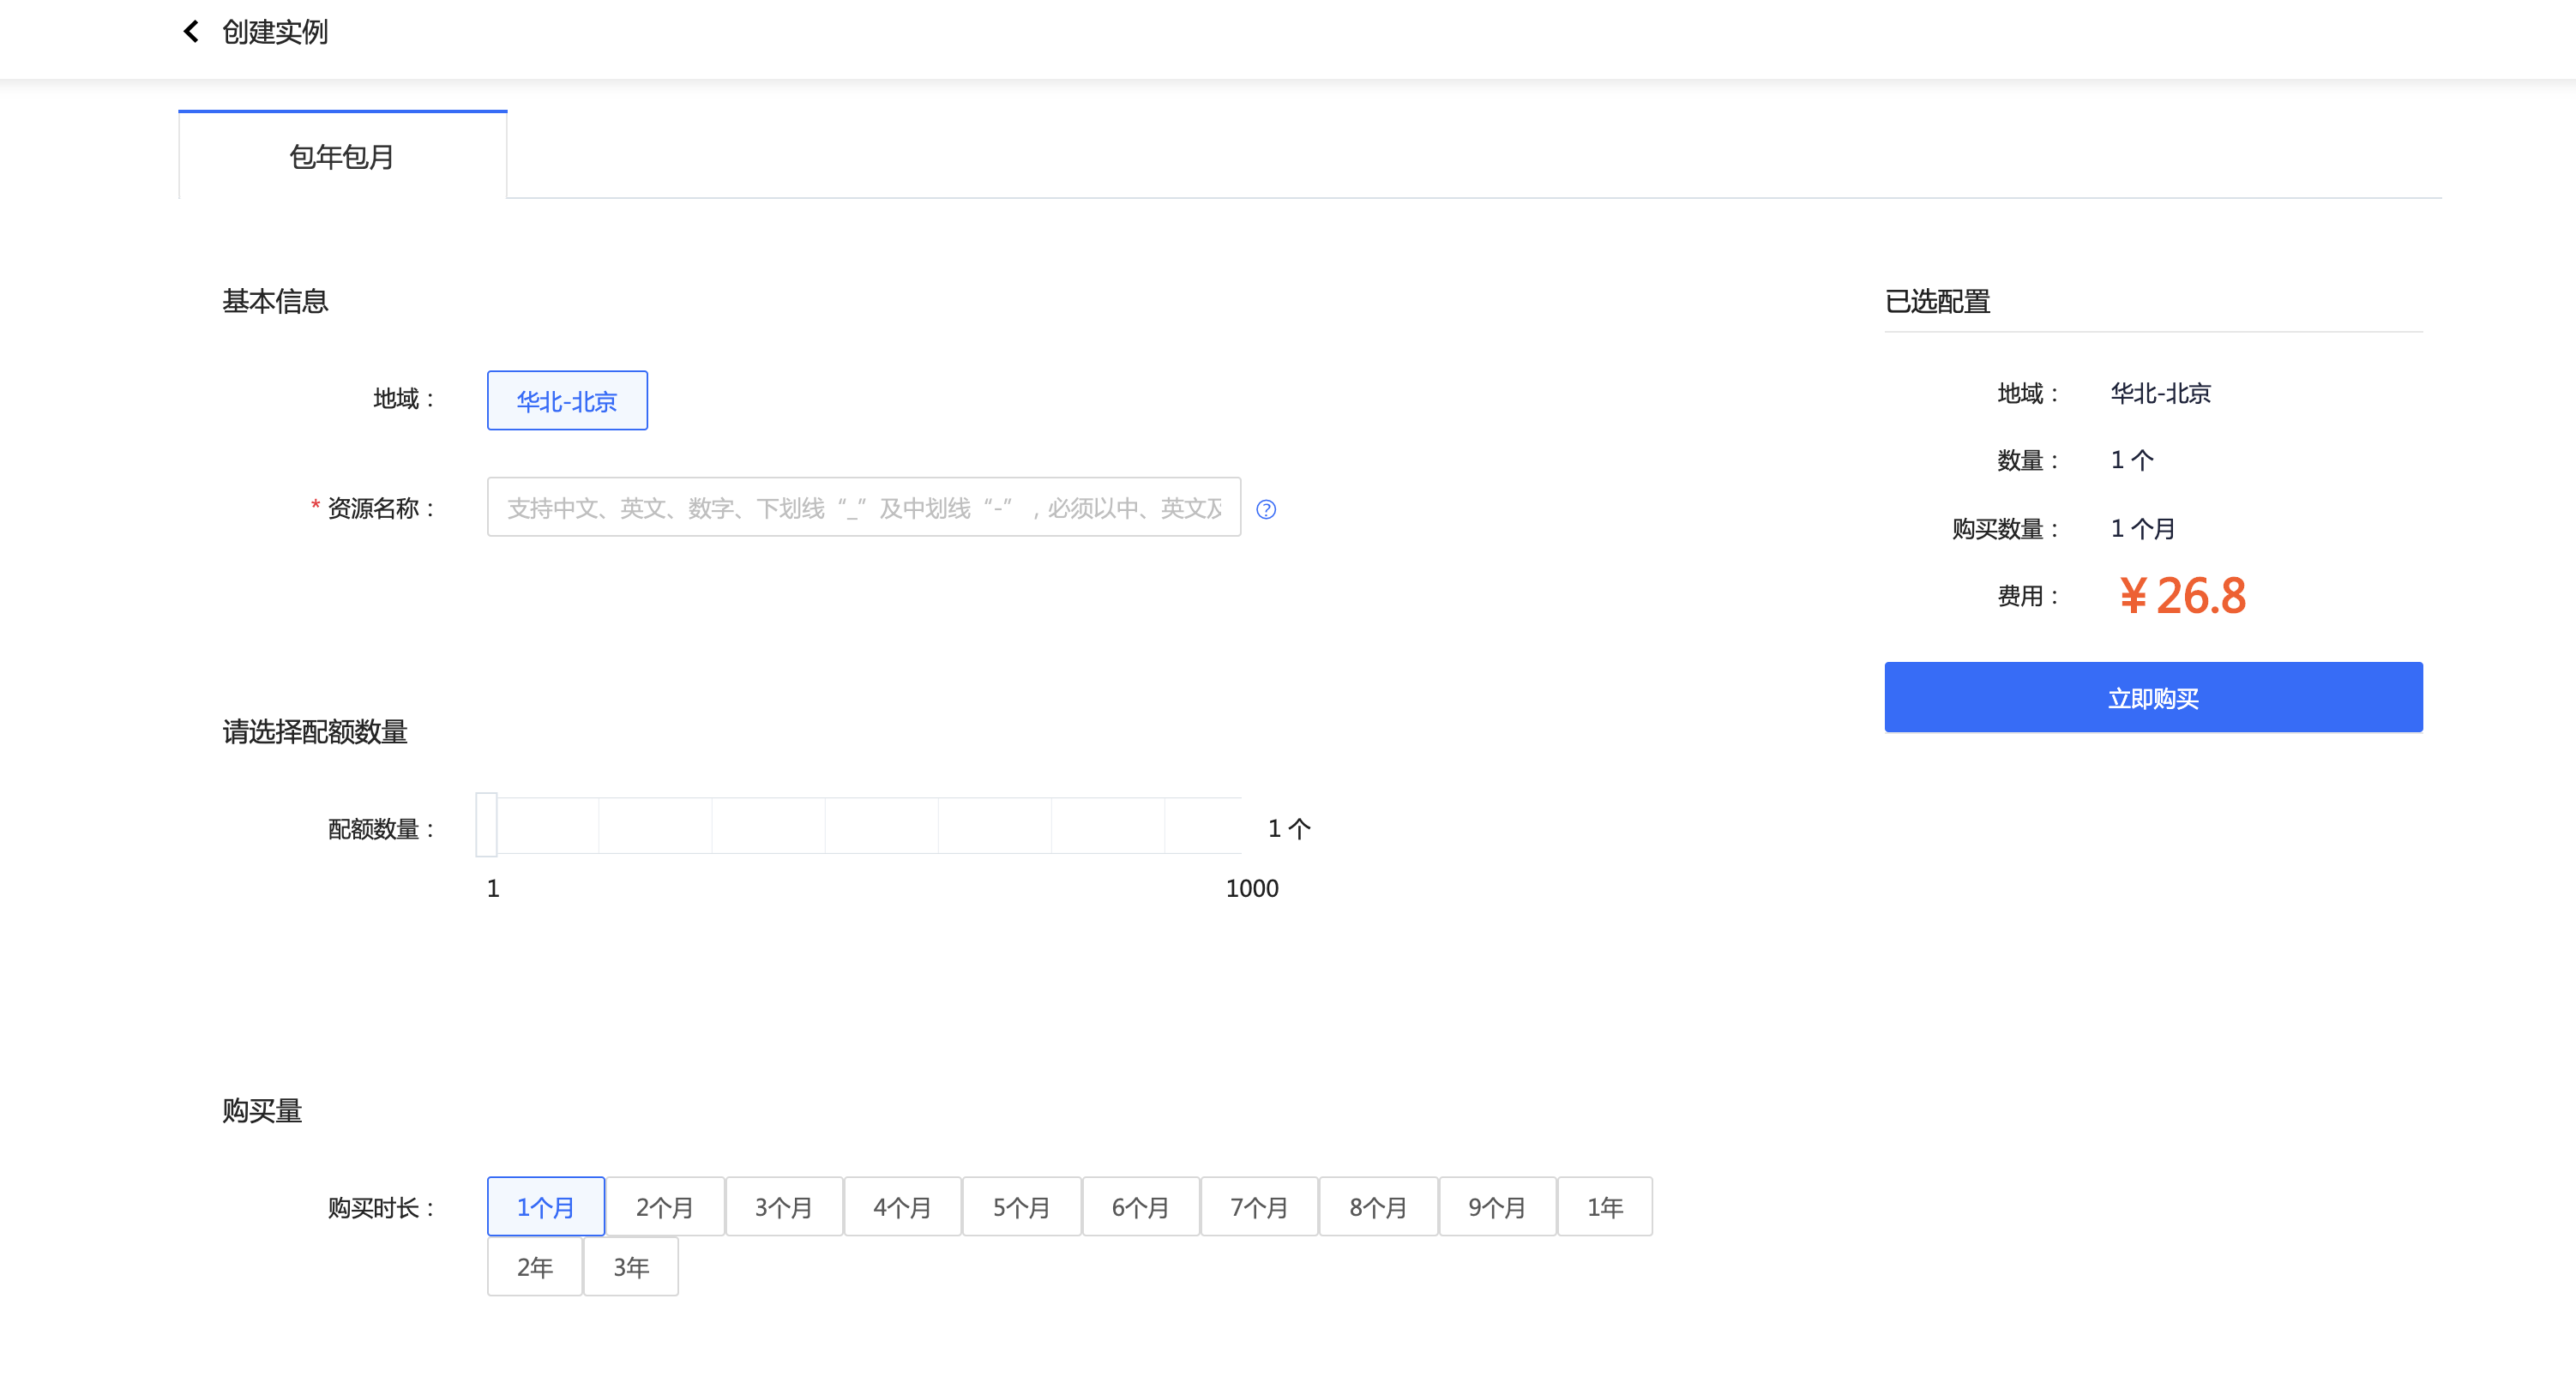 创建实例
包年包月
基本信息
地域：
华北-北京
* 资源名称：
支持中文、英文、数字、下划线“_”及中划线“-”，必须以中、英文及
请选择配额数量
配额数量：
1 个
1
1000
购买量
购买时长：
1个月
2个月
3个月
4个月
5个月
6个月
7个月
8个月
9个月
1年
2年
3年
已选配置
地域：
华北-北京
数量：
1 个
购买数量：
1 个月
费用：
¥ 26.8
立即购买